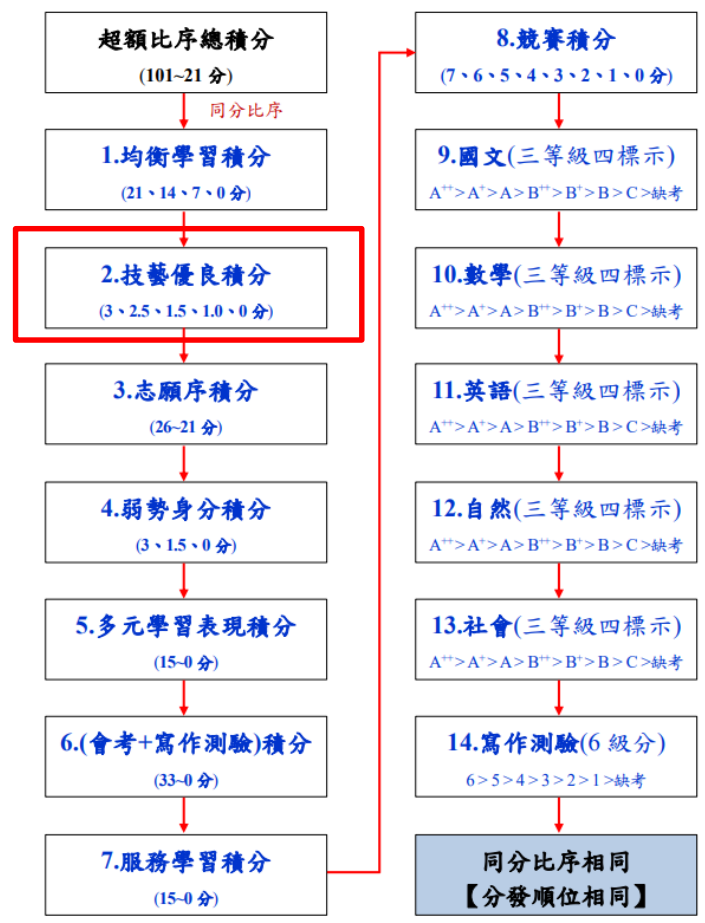 超額比序總積分
(101~21 分)
同分比序
1.均衡學習積分
(21、14、7、0 分)
2.技藝優良積分
(3、2.5、1.5、1.0、0 分)
3.志願序積分
(26~21 分)
4.弱勢身分積分
(3、1.5、0 分)
5.多元學習表現積分
(15~0 分)
6.(會考+寫作測驗)積分
(33~0 分)
7.服務學習積分
(15~0 分)
8.競賽積分
(7、6、5、4、3、2、1、0 分)
9.國文(三等級四標示)
A⁺⁺>A⁺>A>B⁺⁺>B⁺>B>C>缺考
10.數學(三等級四標示)
A⁺⁺>A⁺>A>B⁺⁺>B⁺>B>C>缺考
11.英語(三等級四標示)
A⁺⁺>A⁺>A>B⁺⁺>B⁺>B>C>缺考
12.自然(三等級四標示)
A⁺⁺>A⁺>A>B⁺⁺>B⁺>B>C>缺考
13.社會(三等級四標示)
A⁺⁺>A⁺>A>B⁺⁺>B⁺>B>C>缺考
14.寫作測驗(6 級分)
6>5>4>3>2>1>缺考
同分比序相同
【分發順位相同】